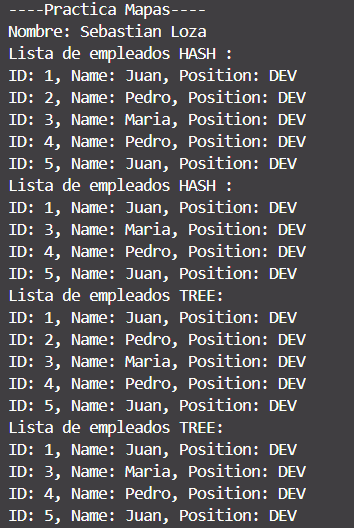 ----Practica Mapas----
Nombre: Sebastian Loza
Lista de empleados HASH :
ID: 1, Name: Juan, Position: DEV
ID: 2, Name: Pedro, Position: DEV
ID: 3, Name: Maria, Position: DEV
ID: 4, Name: Pedro, Position: DEV
ID: 5, Name: Juan, Position: DEV
Lista de empleados HASH :
ID: 1, Name: Juan, Position: DEV
ID: 3, Name: Maria, Position: DEV
ID: 4, Name: Pedro, Position: DEV
ID: 5, Name: Juan, Position: DEV
Lista de empleados TREE:
ID: 1, Name: Juan, Position: DEV
ID: 2, Name: Pedro, Position: DEV
ID: 3, Name: Maria, Position: DEV
ID: 4, Name: Pedro, Position: DEV
ID: 5, Name: Juan, Position: DEV
Lista de empleados TREE:
ID: 1, Name: Juan, Position: DEV
ID: 3, Name: Maria, Position: DEV
ID: 4, Name: Pedro, Position: DEV
ID: 5, Name: Juan, Position: DEV